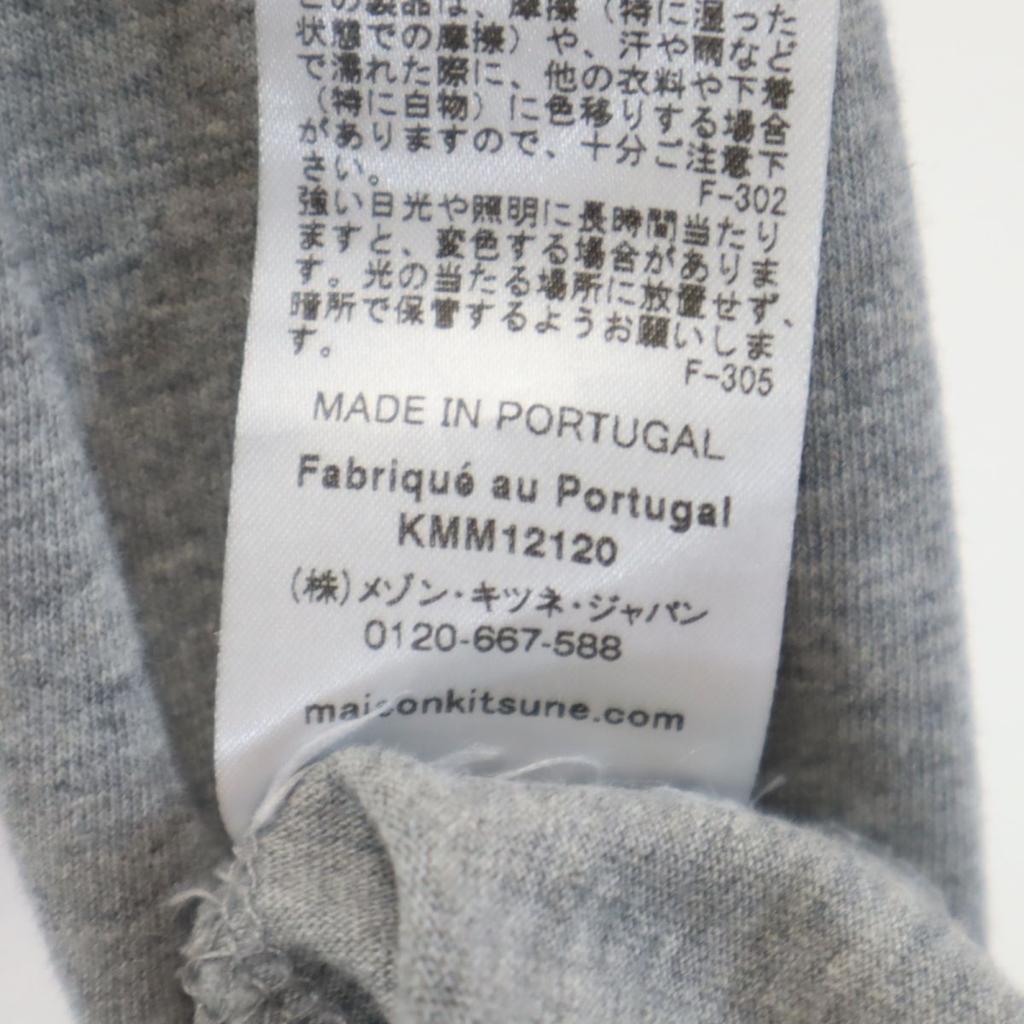 この製品は、摩擦（特に湿った
状態での摩擦）や、汗や雨など
で濡れた際に、他の衣料や下着
（特に白物）に色移りする場合
がありますので、十分ご注意下
さい。
F-302
強い日光や照明に長時間当たり
ますと、変色する場合がありま
す。光の当たる場所に放置せず、
暗所で保管するようお願いしま
す。
F-305
MADE IN PORTUGAL
Fabriqué au Portugal
KMM12120
(株)メゾン・キツネ・ジャパン
0120-667-588
maisonkitsune.com